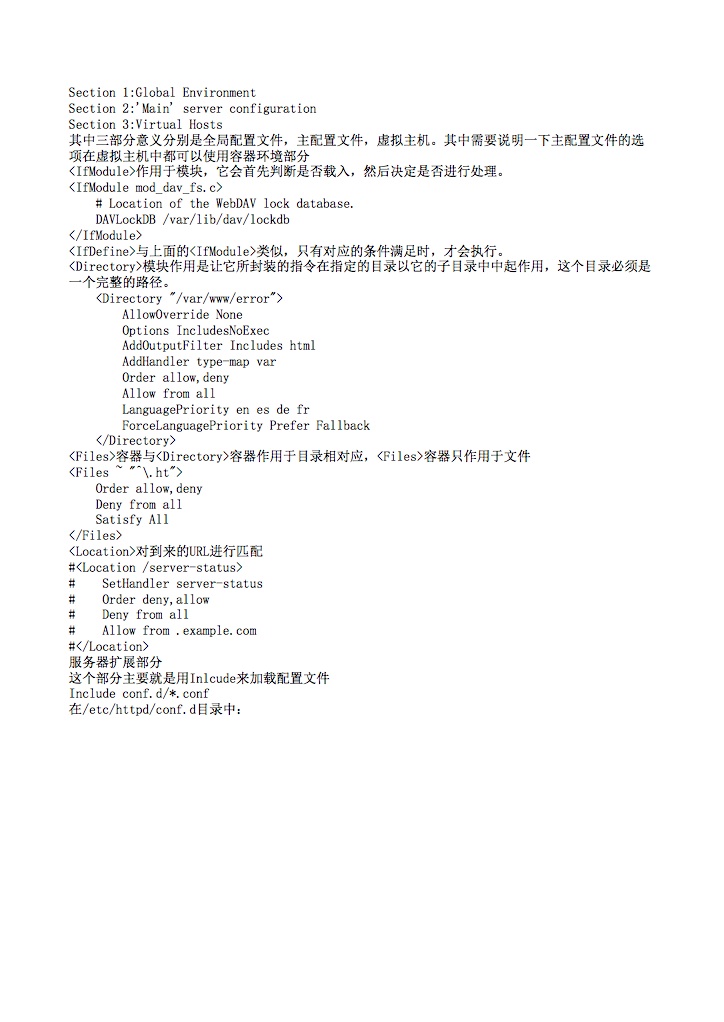 Section 1:Global Environment
Section 2:'Main' server configuration
Section 3:Virtual Hosts
其中三部分意义分别是全局配置文件，主配置文件，虚拟主机。其中需要说明一下主配置文件的选
项在虚拟主机中都可以使用容器环境部分
<IfModule>作用于模块，它会首先判断是否载入，然后决定是否进行处理。
<IfModule mod_dav_fs.c>
    # Location of the WebDAV lock database.
    DAVLockDB /var/lib/dav/lockdb
</IfModule>
<IfDefine>与上面的<IfModule>类似，只有对应的条件满足时，才会执行。
<Directory>模块作用是让它所封装的指令在指定的目录以它的子目录中中起作用，这个目录必须是
一个完整的路径。
    <Directory "/var/www/error">
        AllowOverride None
        Options IncludesNoExec
        AddOutputFilter Includes html
        AddHandler type-map var
        Order allow,deny
        Allow from all
        LanguagePriority en es de fr
        ForceLanguagePriority Prefer Fallback
    </Directory>
<Files>容器与<Directory>容器作用于目录相对应，<Files>容器只作用于文件
<Files ~ "^\.ht">
    Order allow,deny
    Deny from all
    Satisfy All
</Files>
<Location>对到来的URL进行匹配
#<Location /server-status>
#    SetHandler server-status
#    Order deny,allow
#    Deny from all
#    Allow from .example.com
#</Location>
服务器扩展部分
这个部分主要就是用Inlcude来加载配置文件
Include conf.d/*.conf
在/etc/httpd/conf.d目录中：